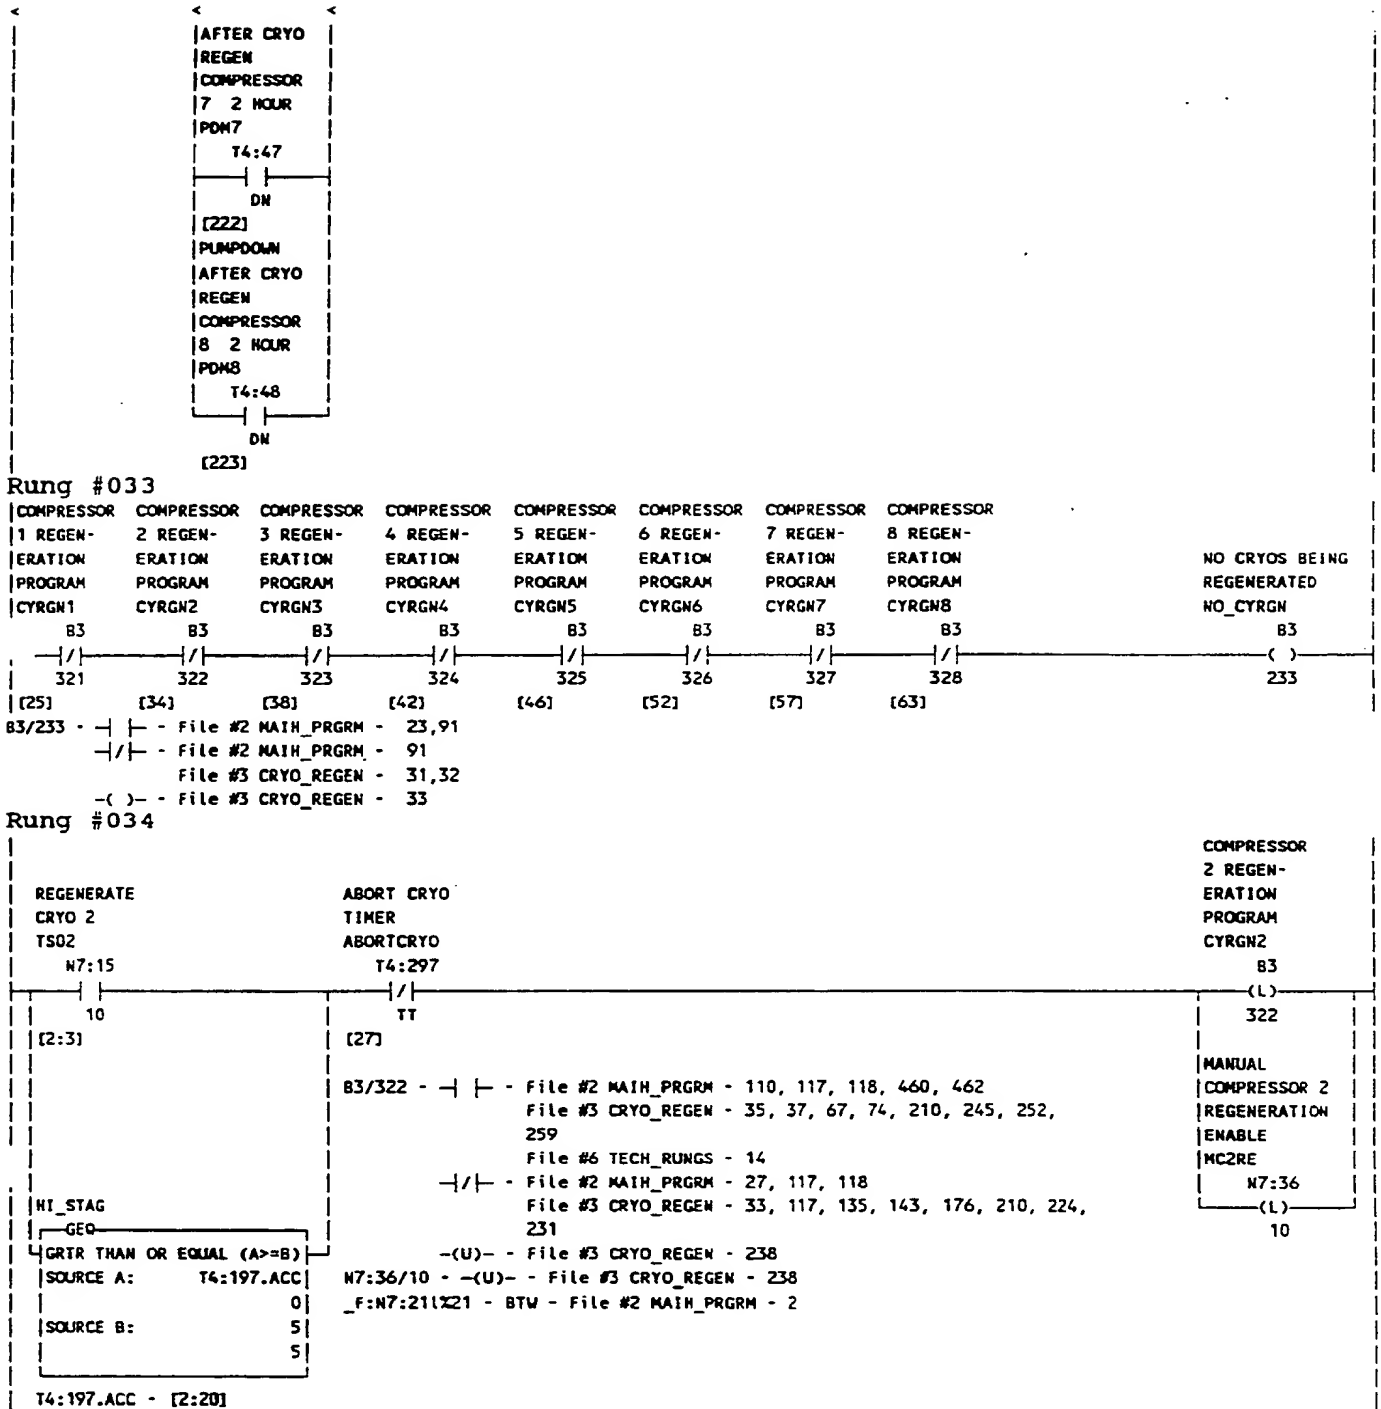 AFTER CRYO
REGEN
COMPRESSOR
7 2 HOUR
PDM7
T4:47
DN
[222]
PUMPDOWN
AFTER CRYO
REGEN
COMPRESSOR
8 2 HOUR
PDM8
T4:48
DN
[223]
Rung #033
COMPRESSOR COMPRESSOR COMPRESSOR COMPRESSOR COMPRESSOR COMPRESSOR COMPRESSOR COMPRESSOR
1 REGEN- 2 REGEN- 3 REGEN- 4 REGEN- 5 REGEN- 6 REGEN- 7 REGEN- 8 REGEN-
ERATION ERATION ERATION ERATION ERATION ERATION ERATION ERATION NO CRYOS BEING
PROGRAM PROGRAM PROGRAM PROGRAM PROGRAM PROGRAM PROGRAM PROGRAM REGENERATED
CYRGN1 CYRGN2 CYRGN3 CYRGN4 CYRGN5 CYRGN6 CYRGN7 CYRGN8 NO_CYRGN
B3 B3 B3 B3 B3 B3 B3 B3 B3
321 322 323 324 325 326 327 328 233
[25] [34] [38] [42] [46] [52] [57] [63]
B3/233 - -] [- - File #2 MAIN_PRGRM - 23,91
-]/[- - File #2 MAIN_PRGRM - 91
File #3 CRYO_REGEN - 31,32
-( )- - File #3 CRYO_REGEN - 33
Rung #034
COMPRESSOR
2 REGEN-
REGENERATE ABORT CRYO ERATION
CRYO 2 TIMER PROGRAM
TS02 ABORTCRYO CYRGN2
N7:15 T4:297 B3
(L)
10 TT 322
[2:3] [27]
MANUAL
B3/322 - -] [- - File #2 MAIN_PRGRM - 110, 117, 118, 460, 462 COMPRESSOR 2
File #3 CRYO_REGEN - 35, 37, 67, 74, 210, 245, 252, REGENERATION
259 ENABLE
File #6 TECH_RUNGS - 14 MC2RE
-]/[- - File #2 MAIN_PRGRM - 27, 117, 118 N7:36
HI_STAG File #3 CRYO_REGEN - 33, 117, 135, 143, 176, 210, 224, (L)
GEQ 231 10
GRTR THAN OR EQUAL (A>=B) -(U)- - File #3 CRYO_REGEN - 238
SOURCE A: T4:197.ACC N7:36/10 - -(U)- - File #3 CRYO_REGEN - 238
0 _F:N7:21l%21 - BTW - File #2 MAIN_PRGRM - 2
SOURCE B: 5
5
T4:197.ACC - [2:20]